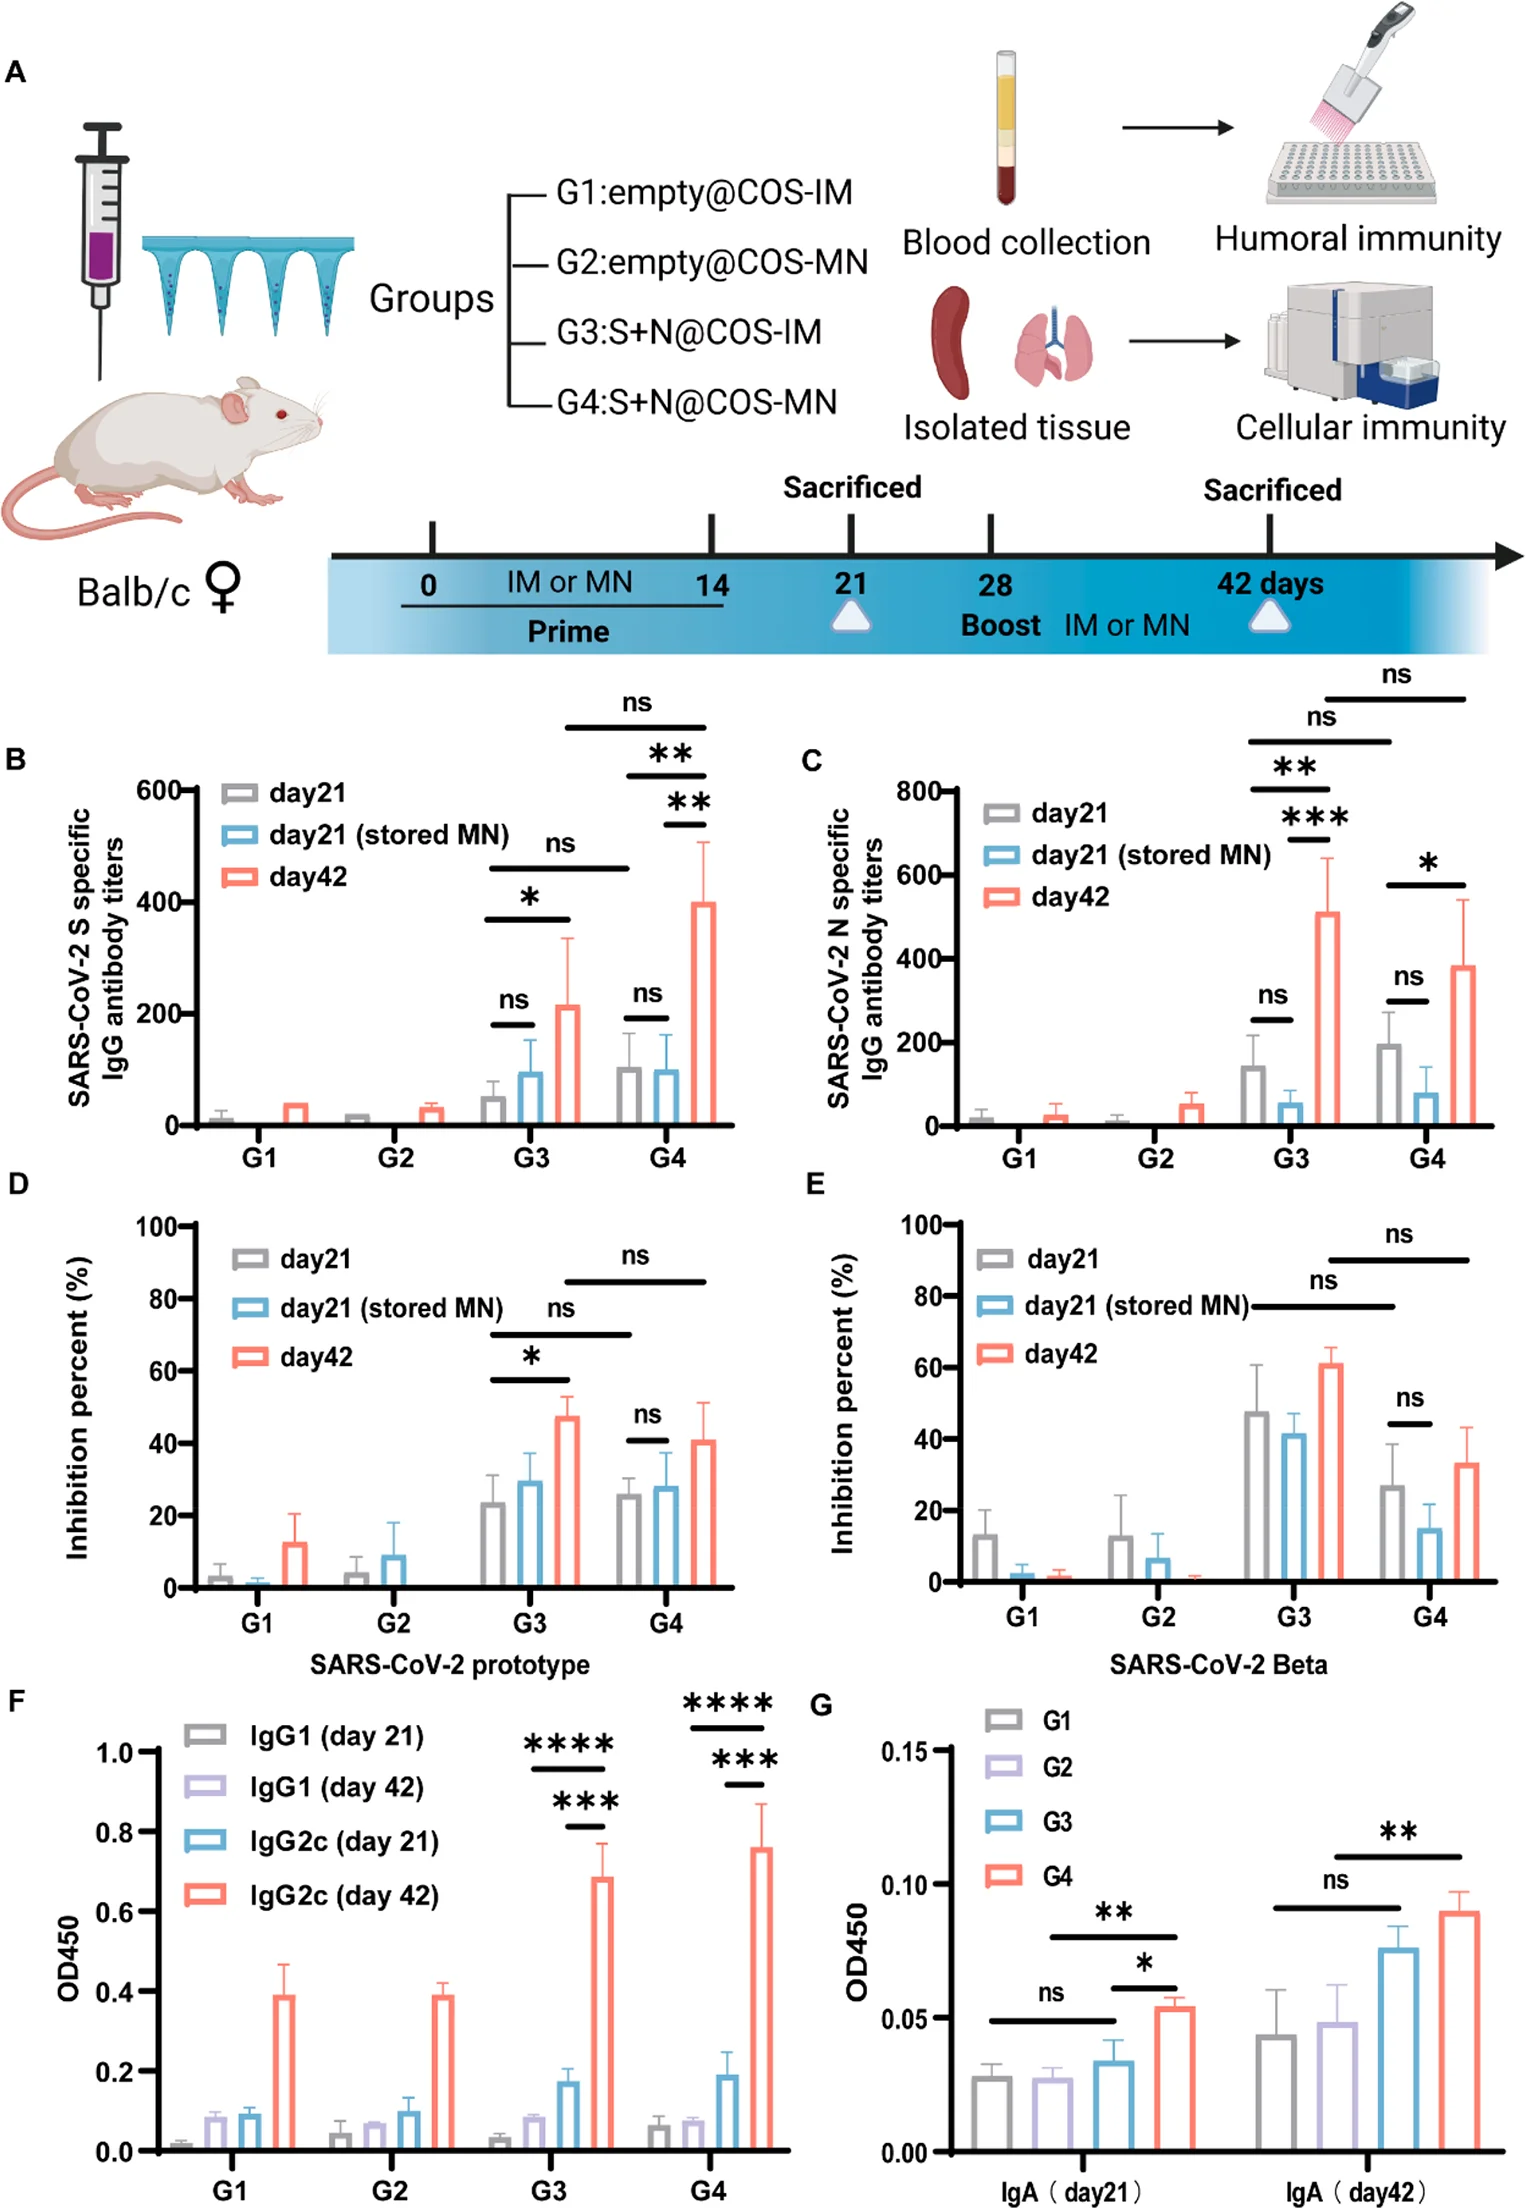 A
Groups
G1:empty@COS-IM
G2:empty@COS-MN
G3:S+N@COS-IM
G4:S+N@COS-MN
Blood collection
Humoral immunity
Isolated tissue
Cellular immunity
Balb/c ♀
Sacrificed
Sacrificed
0
IM or MN
14
21
28
42 days
Prime
Boost
IM or MN
B
SARS-CoV-2 S specific
IgG antibody titers
600
400
200
0
day21
day21 (stored MN)
day42
ns
*
ns
ns
**
**
ns
G1
G2
G3
G4
C
SARS-CoV-2 N specific
IgG antibody titers
800
600
400
200
0
day21
day21 (stored MN)
day42
ns
ns
**
***
ns
*
ns
G1
G2
G3
G4
D
Inhibition percent (%)
100
80
60
40
20
0
day21
day21 (stored MN)
day42
ns
ns
*
ns
G1
G2
G3
G4
SARS-CoV-2 prototype
E
Inhibition percent (%)
100
80
60
40
20
0
day21
day21 (stored MN)
day42
ns
ns
ns
G1
G2
G3
G4
SARS-CoV-2 Beta
F
OD450
1.0
0.8
0.6
0.4
0.2
0.0
IgG1 (day 21)
IgG1 (day 42)
IgG2c (day 21)
IgG2c (day 42)
****
***
****
***
G1
G2
G3
G4
G
OD450
0.15
0.10
0.05
0.00
G1
G2
G3
G4
ns
**
*
ns
**
IgA（day21）
IgA（day42）